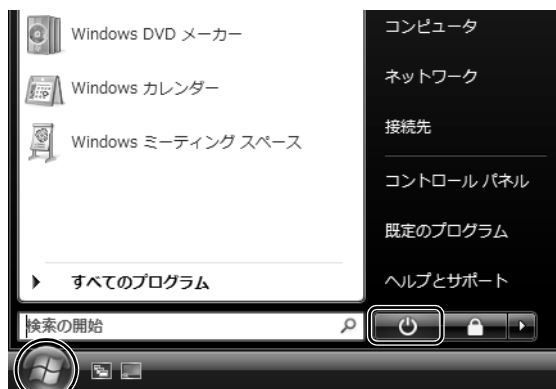 Windows DVD メーカー
Windows カレンダー
Windows ミーティング スペース
すべてのプログラム
検索の開始
コンピュータ
ネットワーク
接続先
コントロール パネル
既定のプログラム
ヘルプとサポート